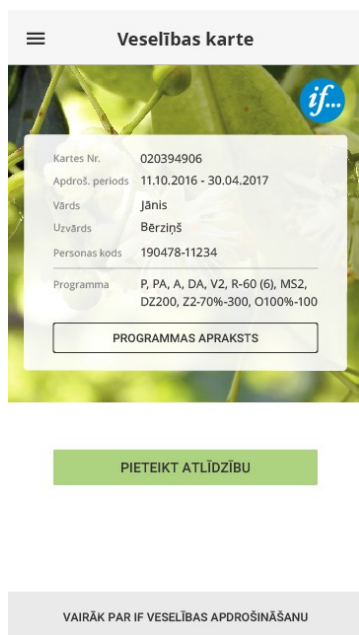 Veselības karte
if...
Kartes Nr. 020394906
Apdroš. periods 11.10.2016 - 30.04.2017
Vārds Jānis
Uzvārds Bērziņš
Personas kods 190478-11234
Programma P, PA, A, DA, V2, R-60 (6), MS2,
DZ200, Z2-70%-300, O100%-100
PROGRAMMAS APRAKSTS
PIETEIKT ATLĪDZĪBU
VAIRĀK PAR IF VESELĪBAS APDROŠINĀŠANU